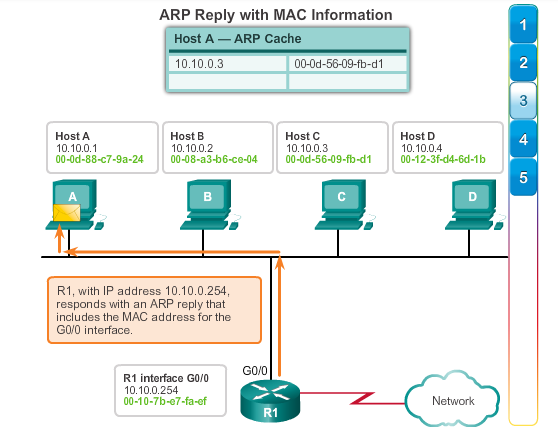 ARP Reply with MAC Information
Host A — ARP Cache
10.10.0.3 00-0d-56-09-fb-d1
1
2
3
4
5
Host A
10.10.0.1
00-0d-88-c7-9a-24
Host B
10.10.0.2
00-08-a3-b6-ce-04
Host C
10.10.0.3
00-0d-56-09-fb-d1
Host D
10.10.0.4
00-12-3f-d4-6d-1b
A
B
C
D
R1, with IP address 10.10.0.254,
responds with an ARP reply that
includes the MAC address for the
G0/0 interface.
G0/0
R1 interface G0/0
10.10.0.254
00-10-7b-e7-fa-ef
R1
Network